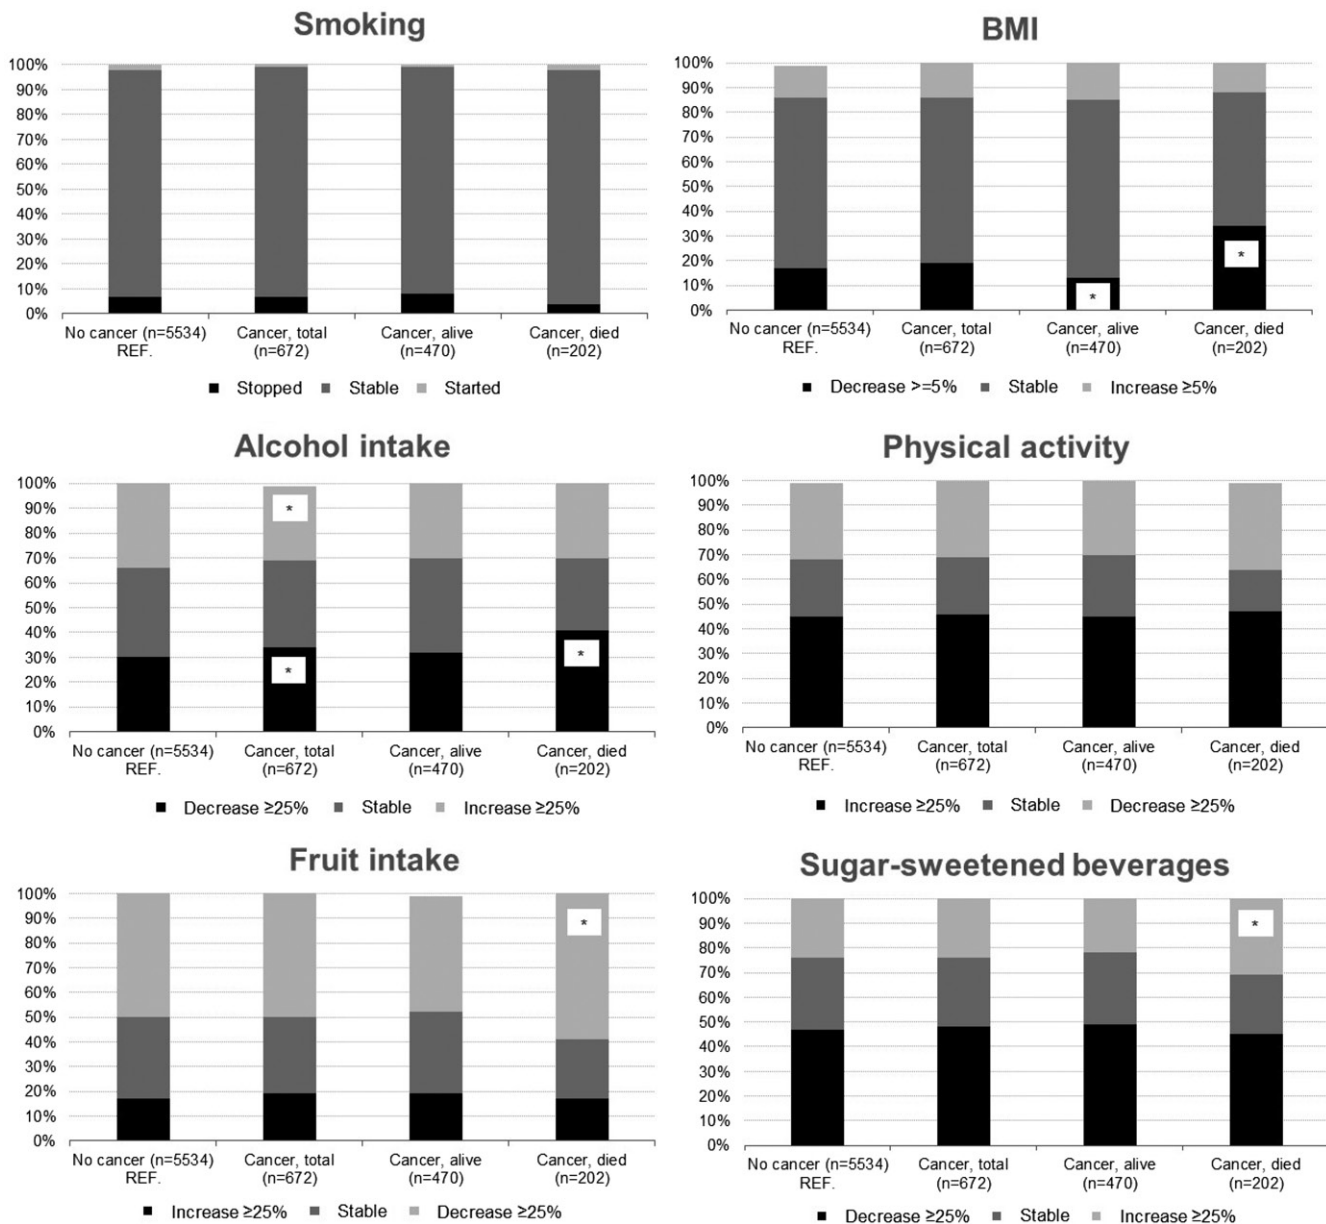 Smoking
100%
90%
80%
70%
60%
50%
40%
30%
20%
10%
0%
No cancer (n=5534)
REF.
Cancer, total
(n=672)
Cancer, alive
(n=470)
Cancer, died
(n=202)
Stopped Stable Started
BMI
100%
90%
80%
70%
60%
50%
40%
30%
20%
10%
0%
*
*
No cancer (n=5534)
REF.
Cancer, total
(n=672)
Cancer, alive
(n=470)
Cancer, died
(n=202)
Decrease >=5% Stable Increase ≥5%
Alcohol intake
100%
90%
80%
70%
60%
50%
40%
30%
20%
10%
0%
*
*
*
No cancer (n=5534)
REF.
Cancer, total
(n=672)
Cancer, alive
(n=470)
Cancer, died
(n=202)
Decrease ≥25% Stable Increase ≥25%
Physical activity
100%
90%
80%
70%
60%
50%
40%
30%
20%
10%
0%
No cancer (n=5534)
REF.
Cancer, total
(n=672)
Cancer, alive
(n=470)
Cancer, died
(n=202)
Increase ≥25% Stable Decrease ≥25%
Fruit intake
100%
90%
80%
70%
60%
50%
40%
30%
20%
10%
0%
*
No cancer (n=5534)
REF.
Cancer, total
(n=672)
Cancer, alive
(n=470)
Cancer, died
(n=202)
Increase ≥25% Stable Decrease ≥25%
Sugar-sweetened beverages
100%
90%
80%
70%
60%
50%
40%
30%
20%
10%
0%
*
No cancer (n=5534)
REF.
Cancer, total
(n=672)
Cancer, alive
(n=470)
Cancer, died
(n=202)
Decrease ≥25% Stable Increase ≥25%